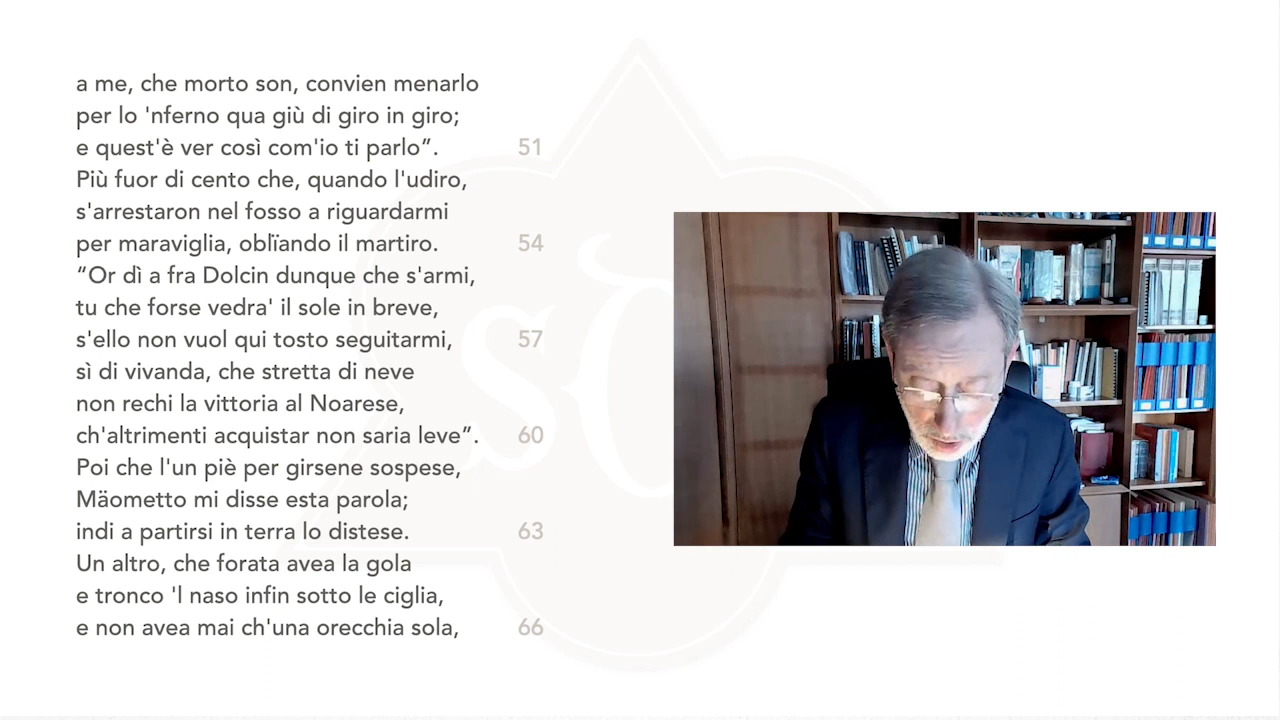 a me, che morto son, convien menarlo
per lo 'nferno qua giù di giro in giro;
e quest'è ver così com'io ti parlo”. 51
Più fuor di cento che, quando l'udiro,
s'arrestaron nel fosso a riguardarmi
per maraviglia, oblïando il martiro. 54
“Or dì a fra Dolcin dunque che s'armi,
tu che forse vedra' il sole in breve,
s'ello non vuol qui tosto seguitarmi, 57
sì di vivanda, che stretta di neve
non rechi la vittoria al Noarese,
ch'altrimenti acquistar non saria leve”. 60
Poi che l'un piè per girsene sospese,
Mäometto mi disse esta parola;
indi a partirsi in terra lo distese. 63
Un altro, che forata avea la gola
e tronco 'l naso infin sotto le ciglia,
e non avea mai ch'una orecchia sola, 66